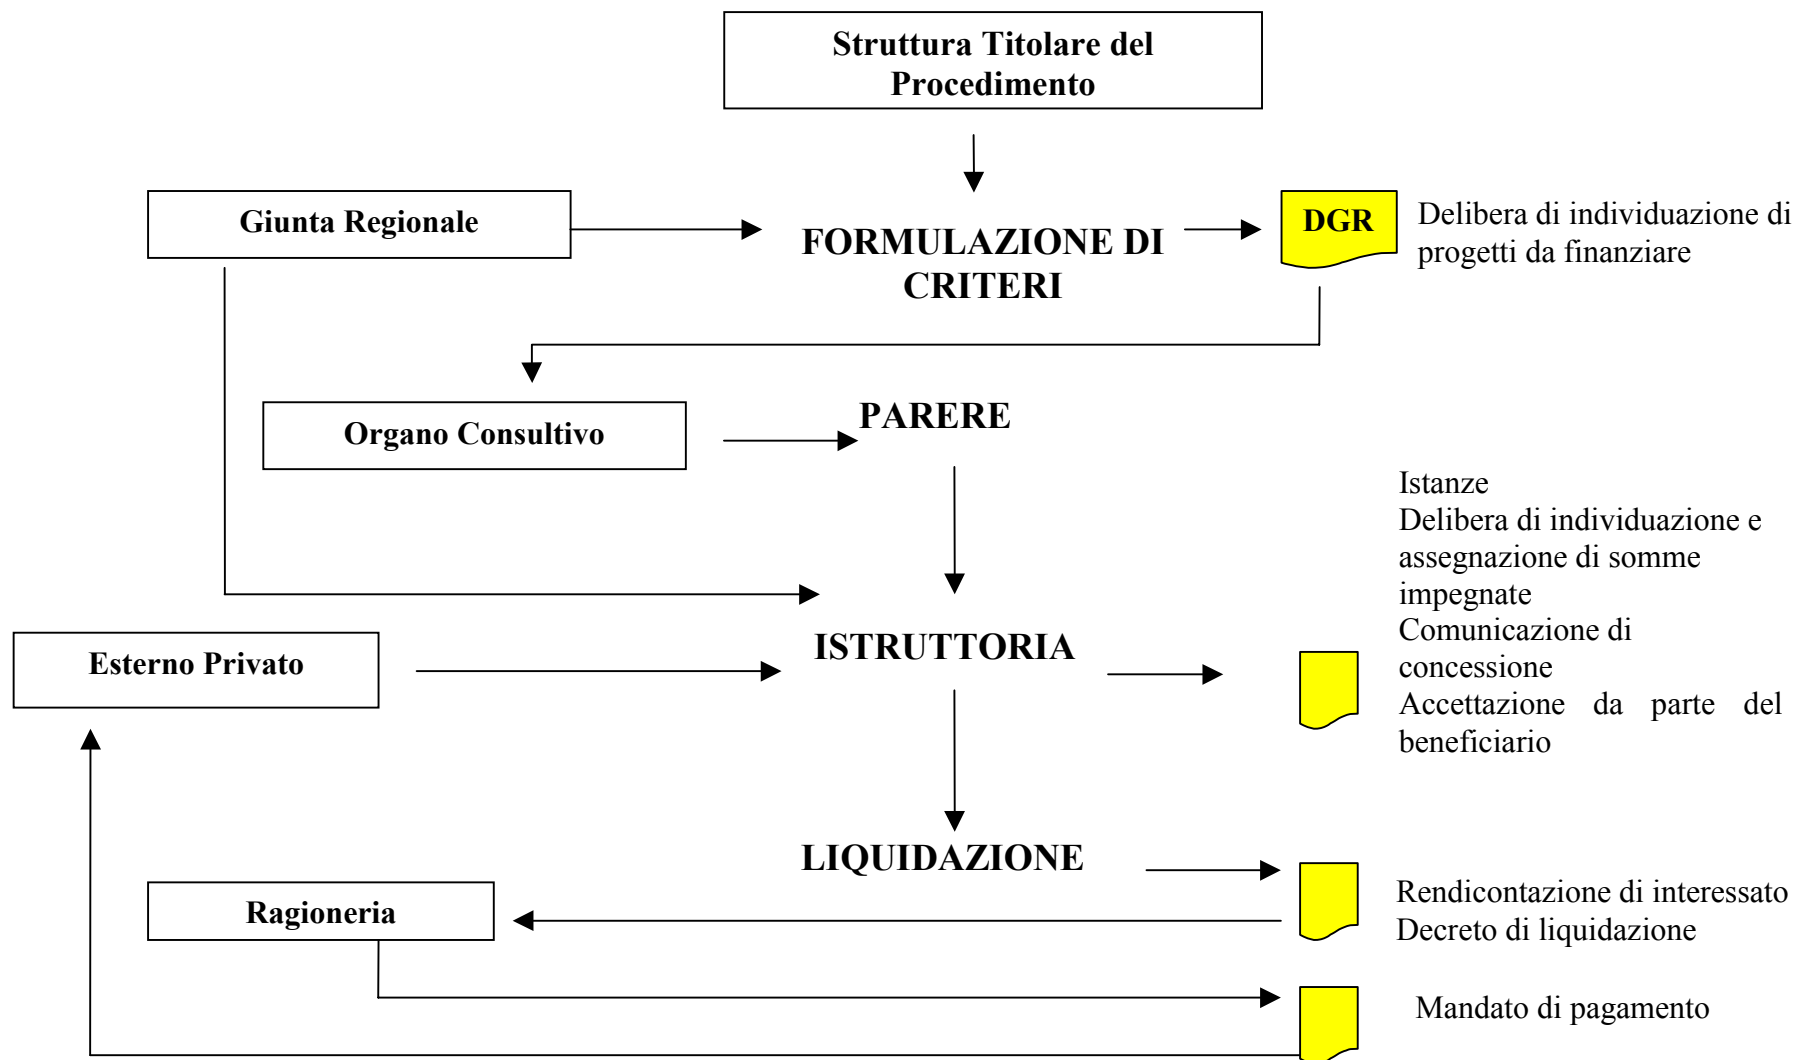 Struttura Titolare del
Procedimento
Giunta Regionale
FORMULAZIONE DI
CRITERI
DGR
Delibera di individuazione di
progetti da finanziare
Organo Consultivo
PARERE
Istanze
Delibera di individuazione e
assegnazione di somme
impegnate
Comunicazione di
concessione
Accettazione da parte del
beneficiario
Esterno Privato
ISTRUTTORIA
LIQUIDAZIONE
Ragioneria
Rendicontazione di interessato
Decreto di liquidazione
Mandato di pagamento